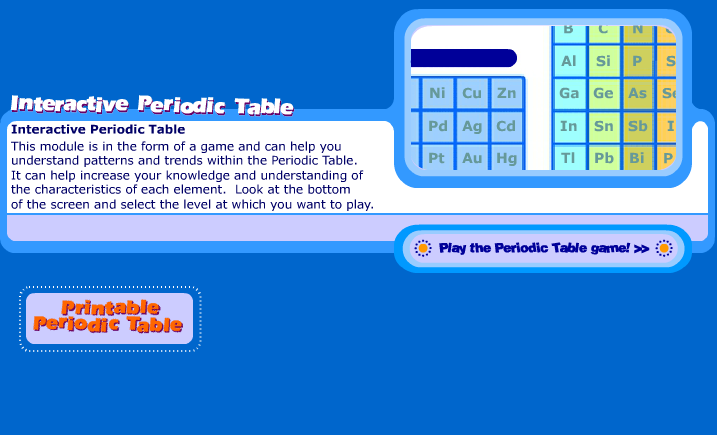 B C N
Al Si P S
Ni Cu Zn Ga Ge As Se
Pd Ag Cd In Sn Sb I
Pt Au Hg Tl Pb Bi P
Interactive Periodic Table
Interactive Periodic Table
This module is in the form of a game and can help you
understand patterns and trends within the Periodic Table.
It can help increase your knowledge and understanding of
the characteristics of each element. Look at the bottom
of the screen and select the level at which you want to play.
Play the Periodic Table game! >>
Printable
Periodic Table